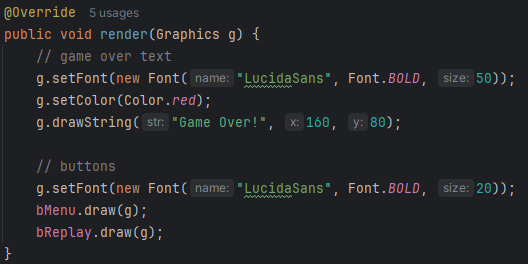 @Override 5 usages
public void render(Graphics g) {
// game over text
g.setFont(new Font( name: "LucidaSans", Font.BOLD, size: 50));
g.setColor(Color.red);
g.drawString( str: "Game Over!", x: 160, y: 80);
// buttons
g.setFont(new Font( name: "LucidaSans", Font.BOLD, size: 20));
bMenu.draw(g);
bReplay.draw(g);
}